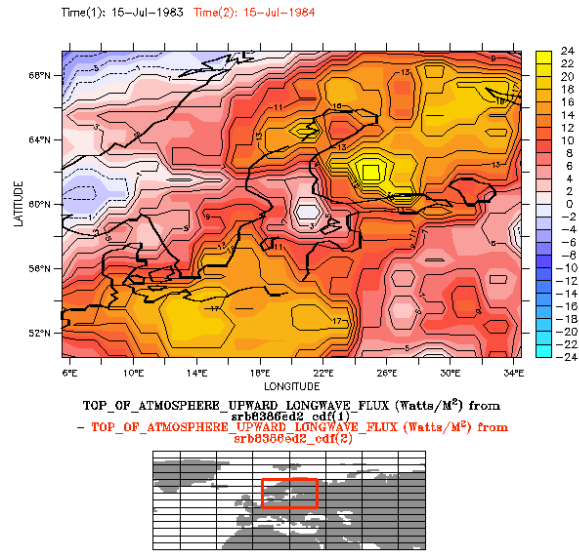 Time(1): 15-Jul-1983 Time(2): 15-Jul-1984
68°N
64°N
60°N
56°N
52°N
LATITUDE
6°E 10°E 14°E 18°E 22°E 26°E 30°E 34°E
LONGITUDE
24
22
20
18
16
14
12
10
8
6
4
2
0
-2
-4
-6
-8
-10
-12
-14
-16
-18
-20
-22
-24
TOP_OF_ATMOSPHERE_UPWARD_LONGWAVE_FLUX (Watts/M²) from
srb8386ed2_cdf(1)
- TOP_OF_ATMOSPHERE_UPWARD_LONGWAVE_FLUX (Watts/M²) from
srb8386ed2_cdf(2)